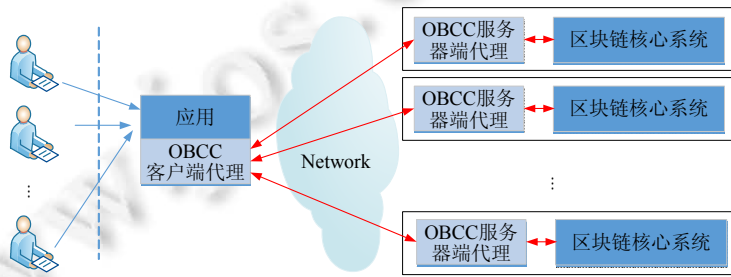 OBCC服务
器端代理
区块链核心系统
OBCC服务
器端代理
区块链核心系统
应用
OBCC
客户端代理
Network
⋮
⋮
OBCC服务
器端代理
区块链核心系统